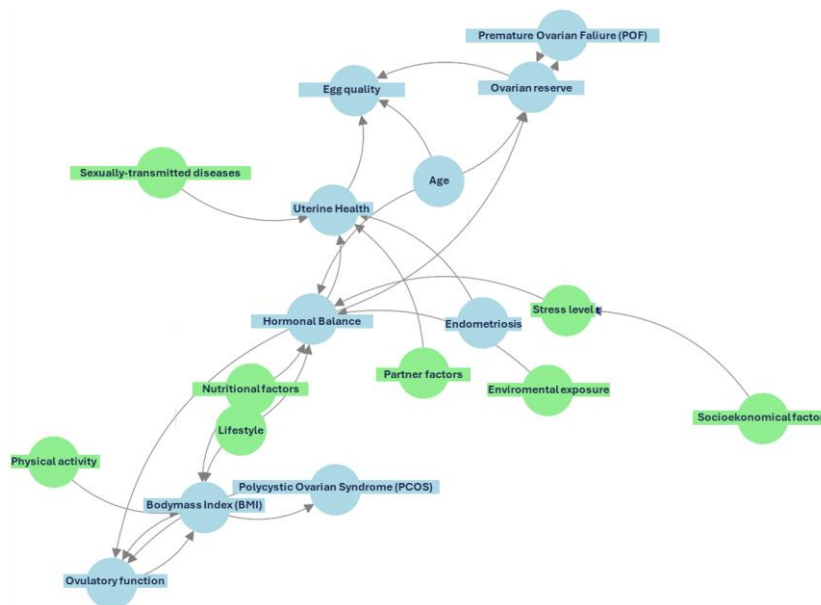 Premature Ovarian Faliure (POF)
Egg quality
Ovarian reserve
Sexually-transmitted diseases
Age
Uterine Health
Stress level
Hormonal Balance
Endometriosis
Partner factors
Nutritional factors
Enviromental exposure
Socioekonomical factor
Lifestyle
Physical activity
Polycystic Ovarian Syndrome (PCOS)
Bodymass Index (BMI)
Ovulatory function